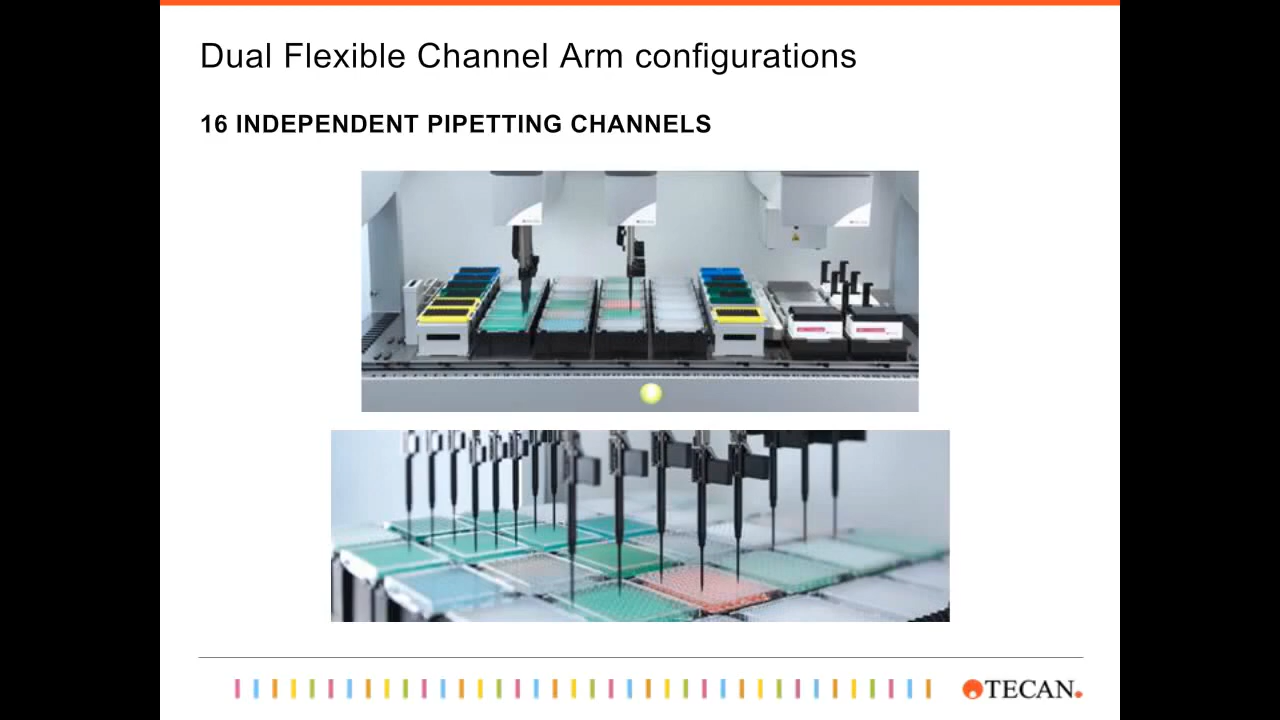 Dual Flexible Channel Arm configurations
16 INDEPENDENT PIPETTING CHANNELS
TECAN.